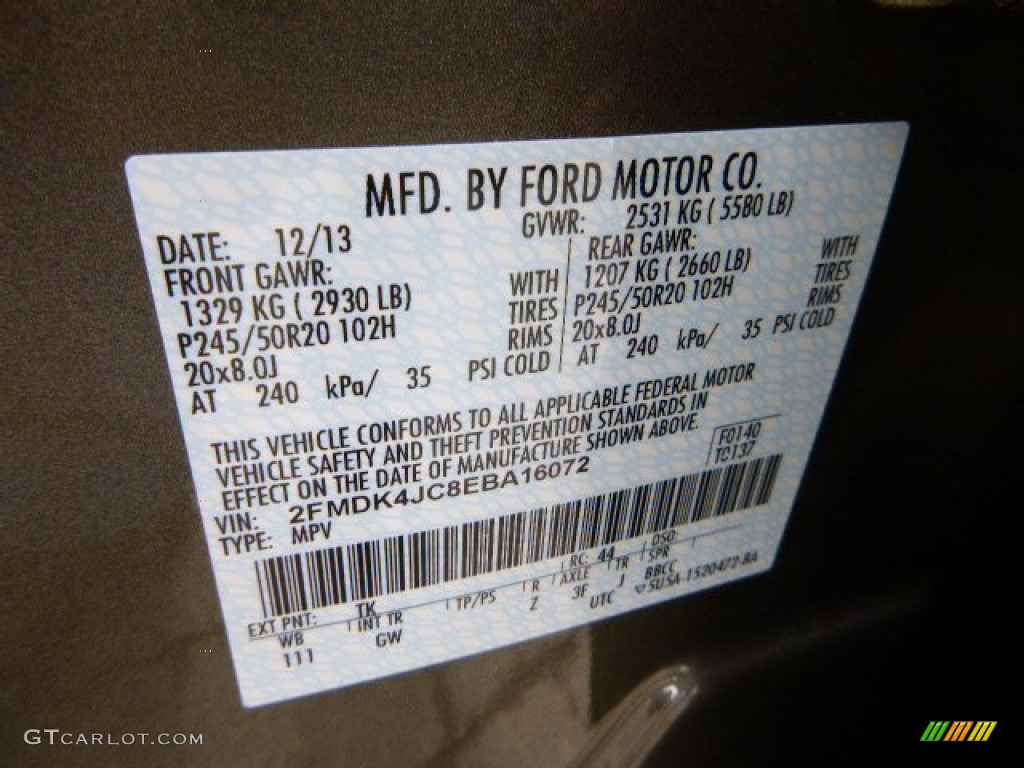 MFD. BY FORD MOTOR CO.
DATE: 12/13 GVWR: 2531 KG ( 5580 LB)
FRONT GAWR: REAR GAWR:
1329 KG ( 2930 LB) WITH 1207 KG ( 2660 LB) WITH
P245/50R20 102H TIRES P245/50R20 102H TIRES
20x8.0J RIMS 20x8.0J RIMS
AT 240 kPa/ 35 PSI COLD AT 240 kPa/ 35 PSI COLD
THIS VEHICLE CONFORMS TO ALL APPLICABLE FEDERAL MOTOR
VEHICLE SAFETY AND THEFT PREVENTION STANDARDS IN
EFFECT ON THE DATE OF MANUFACTURE SHOWN ABOVE.
F0140
T0137
VIN: 2FMDK4JC8EBA16072
TYPE: MPV
EXT PNT: TK RC: 44 DSO:
WB INT TR TP/PS R AXLE TR SPR
111 GW Z 3F J BBCC
UTC SU5A-1520472-BA
GTCARLOT.COM